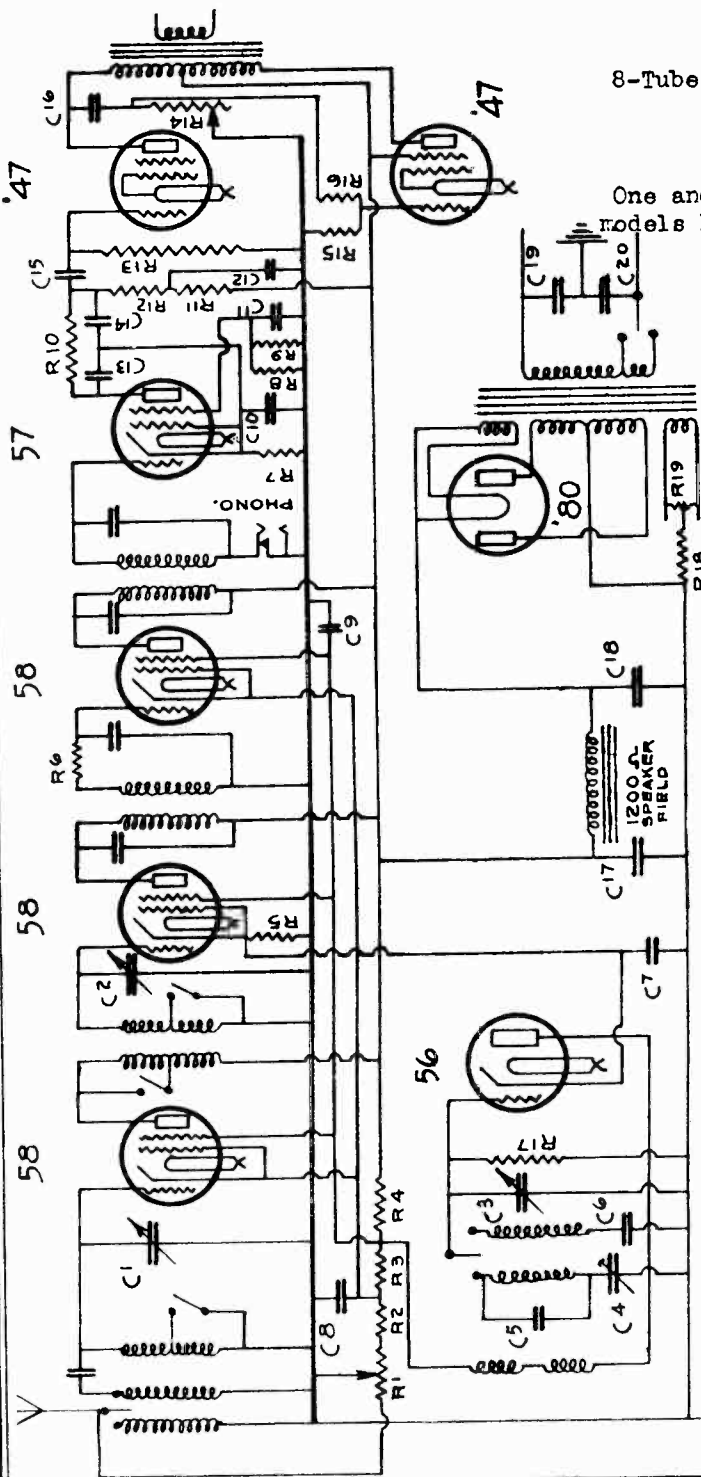 8-Tube
One and
models
58
58
58
57
'47
'47
56
'80
C1
C2
C3
C4
C5
C6
C7
C8
C9
C10
C11
C12
C13
C14
C15
C16
C17
C18
C19
C20
R1
R2
R3
R4
R5
R6
R7
R8
R9
R10
R11
R12
R13
R14
R15
R16
R17
R18
R19
PHONO.
1200 Ω
SPEAKER
FIELD